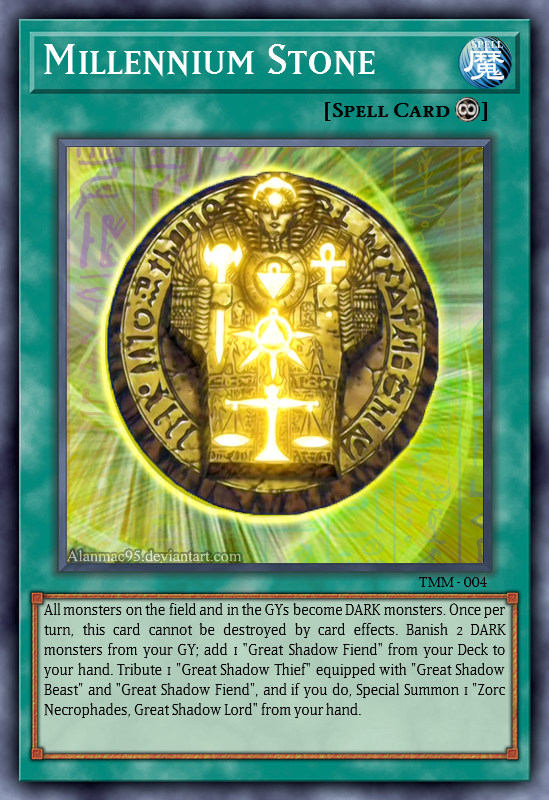 Millennium Stone
SPELL
魔
[Spell Card ]
Alanmac95.deviantart.com
TMM - 004
All monsters on the field and in the GYs become DARK monsters. Once per
turn, this card cannot be destroyed by card effects. Banish 2 DARK
monsters from your GY; add 1 "Great Shadow Fiend" from your Deck to
your hand. Tribute 1 "Great Shadow Thief" equipped with "Great Shadow
Beast" and "Great Shadow Fiend", and if you do, Special Summon 1 "Zorc
Necrophades, Great Shadow Lord" from your hand.